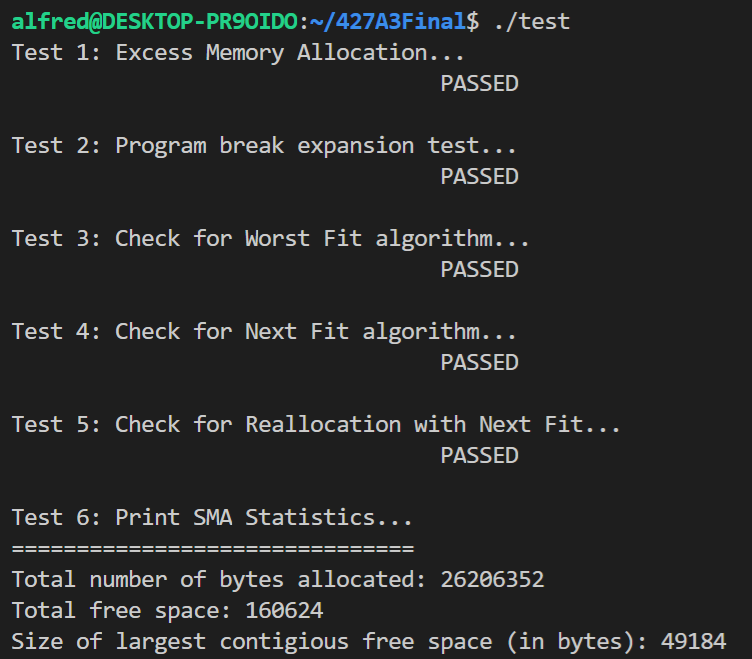 alfred@DESKTOP-PR9OIDO:~/427A3Final$ ./test
Test 1: Excess Memory Allocation...
PASSED
Test 2: Program break expansion test...
PASSED
Test 3: Check for Worst Fit algorithm...
PASSED
Test 4: Check for Next Fit algorithm...
PASSED
Test 5: Check for Reallocation with Next Fit...
PASSED
Test 6: Print SMA Statistics...
===============================
Total number of bytes allocated: 26206352
Total free space: 160624
Size of largest contigious free space (in bytes): 49184